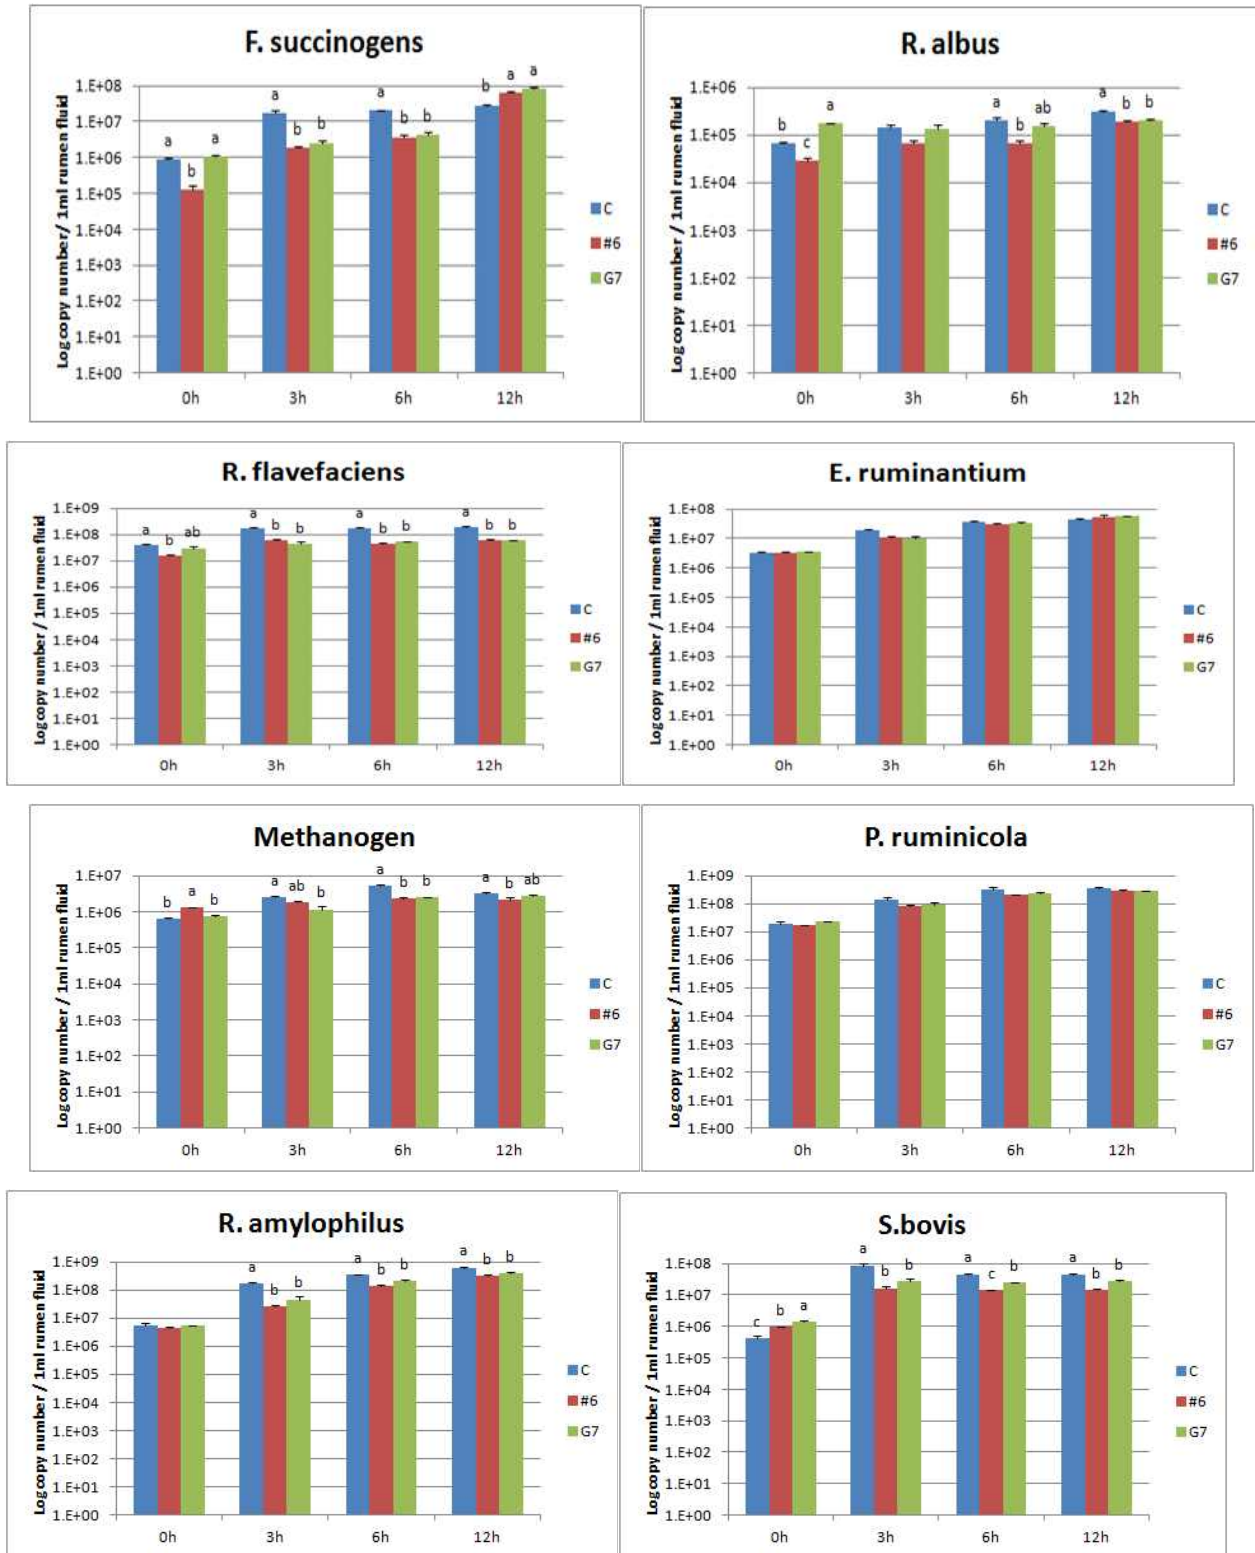 F. succinogens
Log copy number/ 1ml rumen fluid
1.E+08
1.E+07
1.E+06
1.E+05
1.E+04
1.E+03
1.E+02
1.E+01
1.E+00
a b a
a b b
a b b
b a a
0h 3h 6h 12h
C
#6
G7
R. albus
Log copy number / 1ml rumen fluid
1.E+06
1.E+05
1.E+04
1.E+03
1.E+02
1.E+01
1.E+00
b c a
a b ab
a b b
0h 3h 6h 12h
C
#6
G7
R. flavefaciens
Log copy number / 1ml rumen fluid
1.E+09
1.E+08
1.E+07
1.E+06
1.E+05
1.E+04
1.E+03
1.E+02
1.E+01
1.E+00
a b ab
a b b
a b b
a b b
0h 3h 6h 12h
C
#6
G7
E. ruminantium
Log copy number / 1ml rumen fluid
1.E+08
1.E+07
1.E+06
1.E+05
1.E+04
1.E+03
1.E+02
1.E+01
1.E+00
0h 3h 6h 12h
C
#6
G7
Methanogen
Log copy number / 1ml rumen fluid
1.E+07
1.E+06
1.E+05
1.E+04
1.E+03
1.E+02
1.E+01
1.E+00
b a b
a ab b
a b b
a b ab
0h 3h 6h 12h
C
#6
G7
P. ruminicola
Log copy number / 1ml rumen fluid
1.E+09
1.E+08
1.E+07
1.E+06
1.E+05
1.E+04
1.E+03
1.E+02
1.E+01
1.E+00
0h 3h 6h 12h
C
#6
G7
R. amylophilus
Log copy number / 1ml rumen fluid
1.E+09
1.E+08
1.E+07
1.E+06
1.E+05
1.E+04
1.E+03
1.E+02
1.E+01
1.E+00
a b b
a b b
a b b
0h 3h 6h 12h
C
#6
G7
S.bovis
Log copy number / 1ml rumen fluid
1.E+08
1.E+07
1.E+06
1.E+05
1.E+04
1.E+03
1.E+02
1.E+01
1.E+00
c b a
a b b
a c b
a b b
0h 3h 6h 12h
C
#6
G7